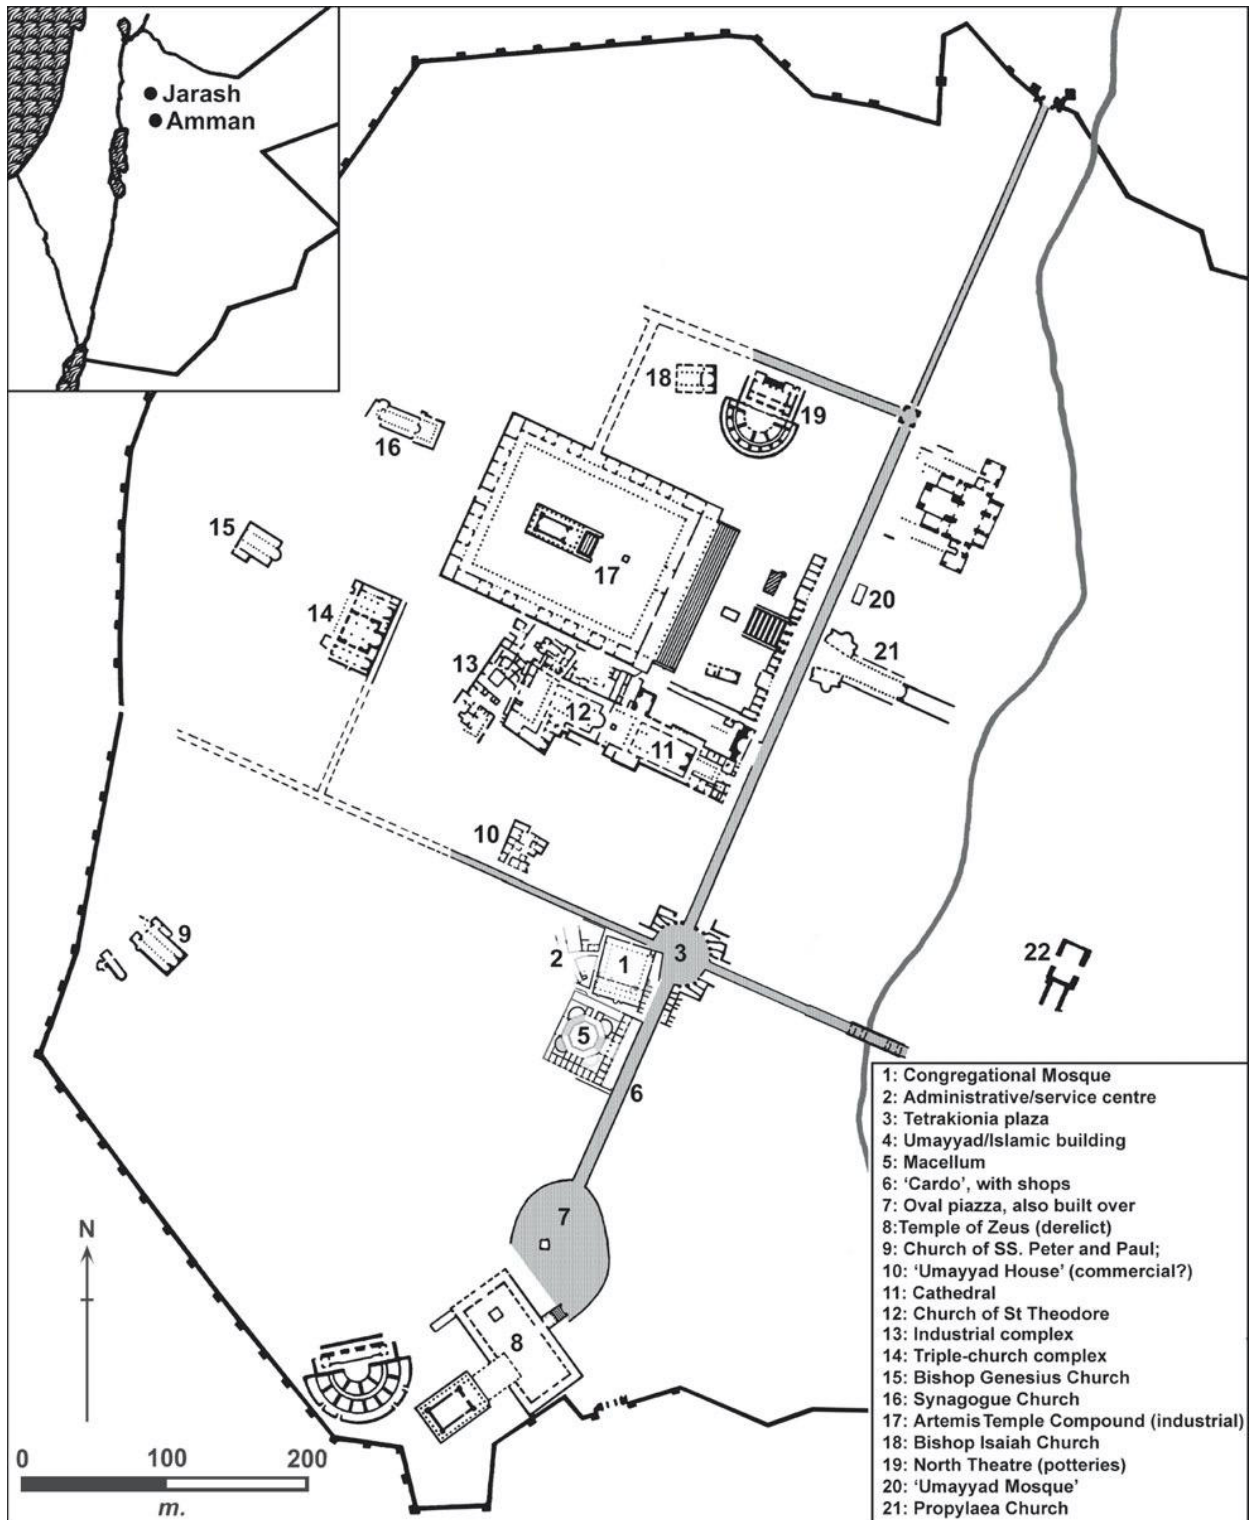 Jarash
Amman
18
19
16
15
17
14
20
13
21
12
11
10
9
2
1
3
22
5
6
7
N
8
0 100 200
m.
1: Congregational Mosque
2: Administrative/service centre
3: Tetrakionia plaza
4: Umayyad/Islamic building
5: Macellum
6: ‘Cardo’, with shops
7: Oval piazza, also built over
8:Temple of Zeus (derelict)
9: Church of SS. Peter and Paul;
10: ‘Umayyad House’ (commercial?)
11: Cathedral
12: Church of St Theodore
13: Industrial complex
14: Triple-church complex
15: Bishop Genesius Church
16: Synagogue Church
17: Artemis Temple Compound (industrial)
18: Bishop Isaiah Church
19: North Theatre (potteries)
20: ‘Umayyad Mosque’
21: Propylaea Church